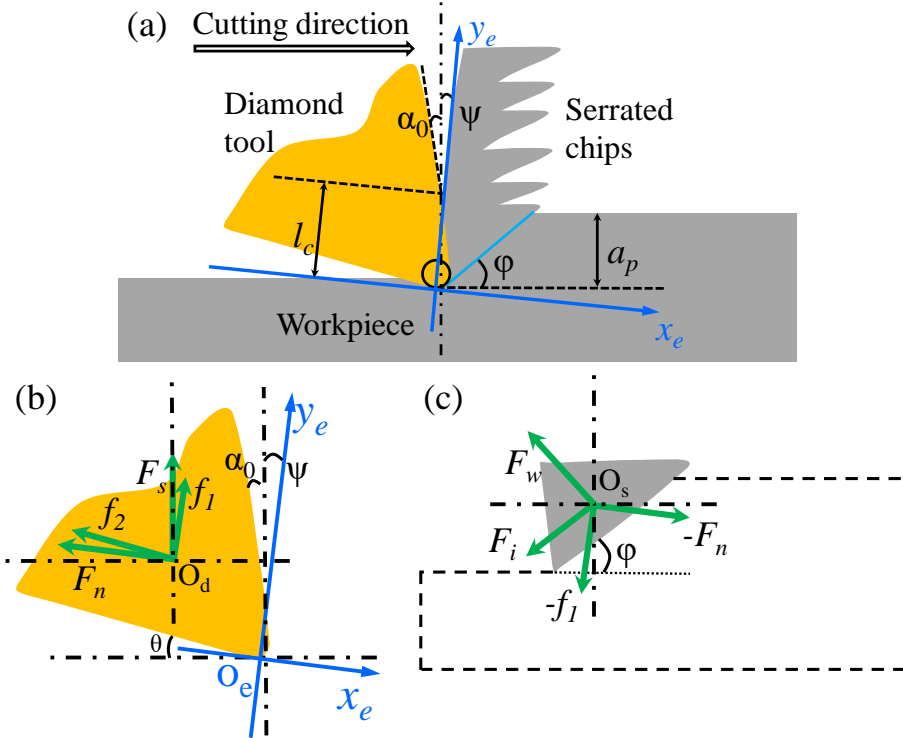 (a)
Cutting direction
y_e
Diamond
tool
α_0
ψ
Serrated
chips
l_c
φ
a_p
Workpiece
x_e
(b)
y_e
α_0
ψ
F_s
f_1
f_2
F_n
O_d
θ
O_e
x_e
(c)
F_w
O_s
F_i
-F_n
φ
-f_1